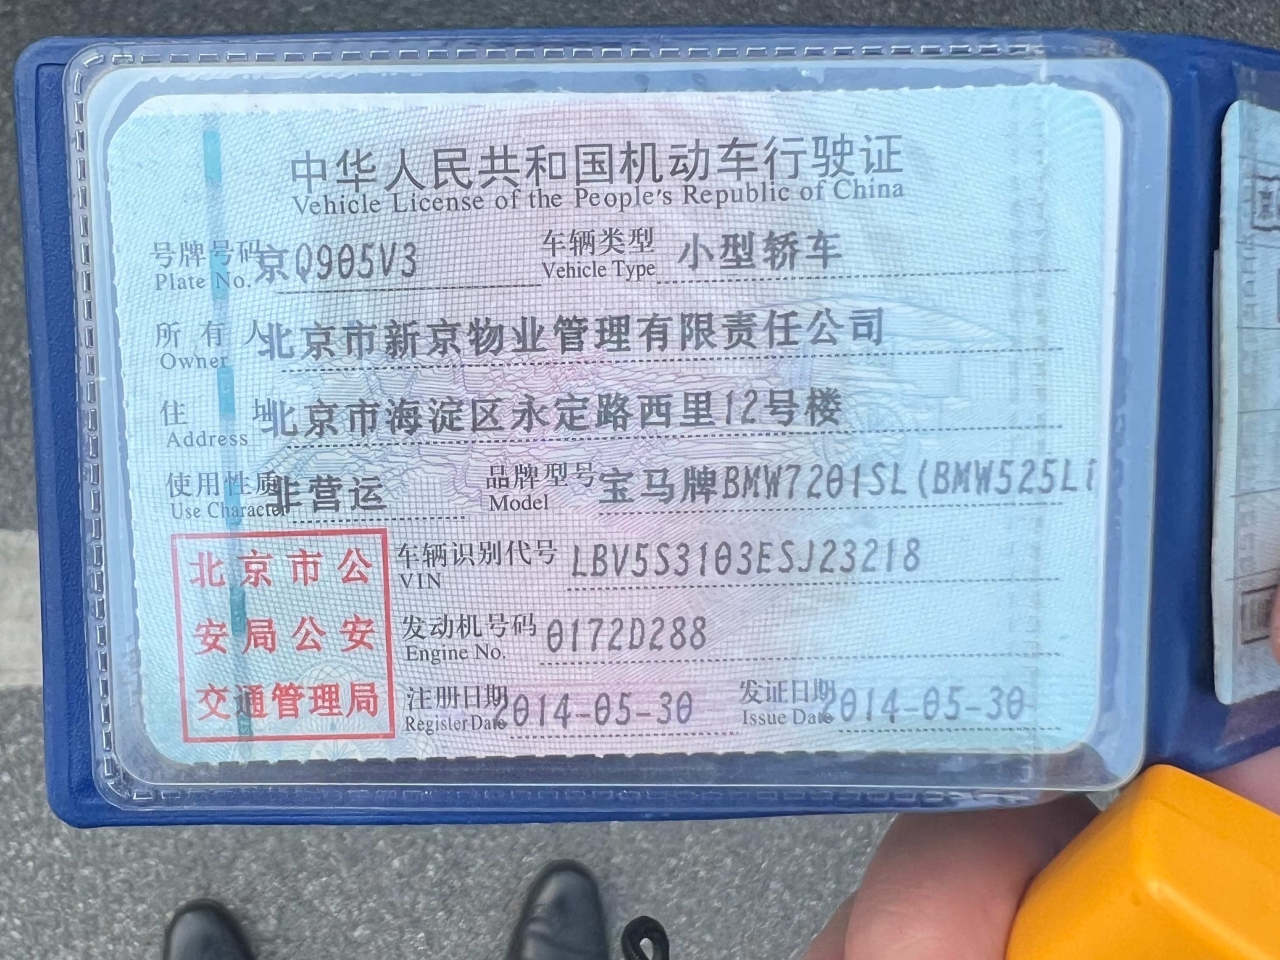 中华人民共和国机动车行驶证
Vehicle License of the People's Republic of China
号牌号码 京Q905V3 车辆类型 小型轿车
Plate No. Vehicle Type
所有人 北京市新京物业管理有限责任公司
Owner
住址 北京市海淀区永定路西里12号楼
Address
使用性质 非营运 品牌型号 宝马牌BMW7201SL(BMW525Li
Use Character Model
北京市公
安局公安
交通管理局
车辆识别代号 LBV5S3103ESJ23218
VIN
发动机号码 0172D288
Engine No.
注册日期 2014-05-30 发证日期 2014-05-30
Register Date Issue Date